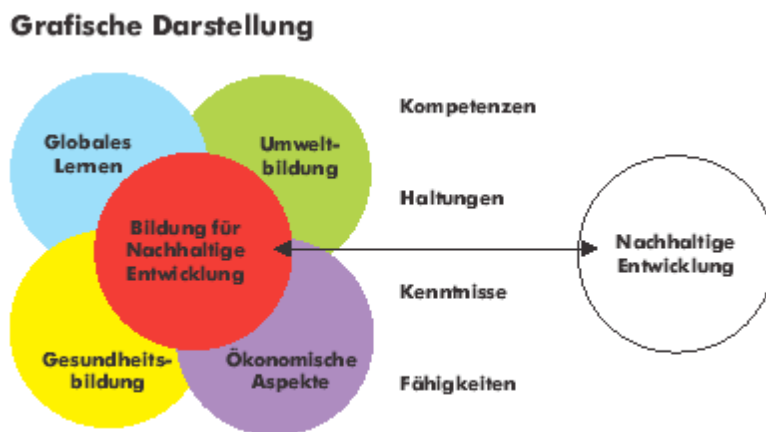 Grafische Darstellung
Globales
Lernen
Umwelt-
bildung
Bildung für
Nachhaltige
Entwicklung
Gesundheits-
bildung
Ökonomische
Aspekte
Kompetenzen
Haltungen
Kenntnisse
Fähigkeiten
Nachhaltige
Entwicklung